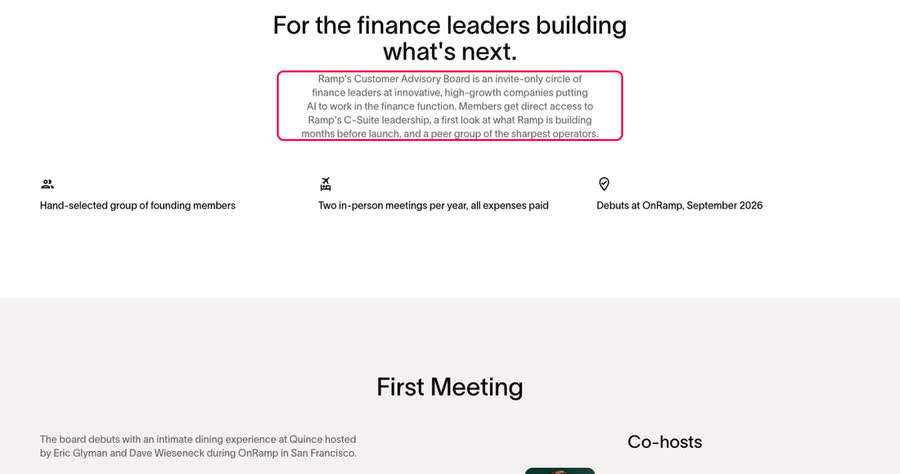 For the finance leaders building
what's next.
Ramp's Customer Advisory Board is an invite-only circle of
finance leaders at innovative, high-growth companies putting
AI to work in the finance function. Members get direct access to
Ramp's C-Suite leadership, a first look at what Ramp is building
months before launch, and a peer group of the sharpest operators.
Hand-selected group of founding members
Two in-person meetings per year, all expenses paid
Debuts at OnRamp, September 2026
First Meeting
The board debuts with an intimate dining experience at Quince hosted
by Eric Glyman and Dave Wieseneck during OnRamp in San Francisco.
Co-hosts